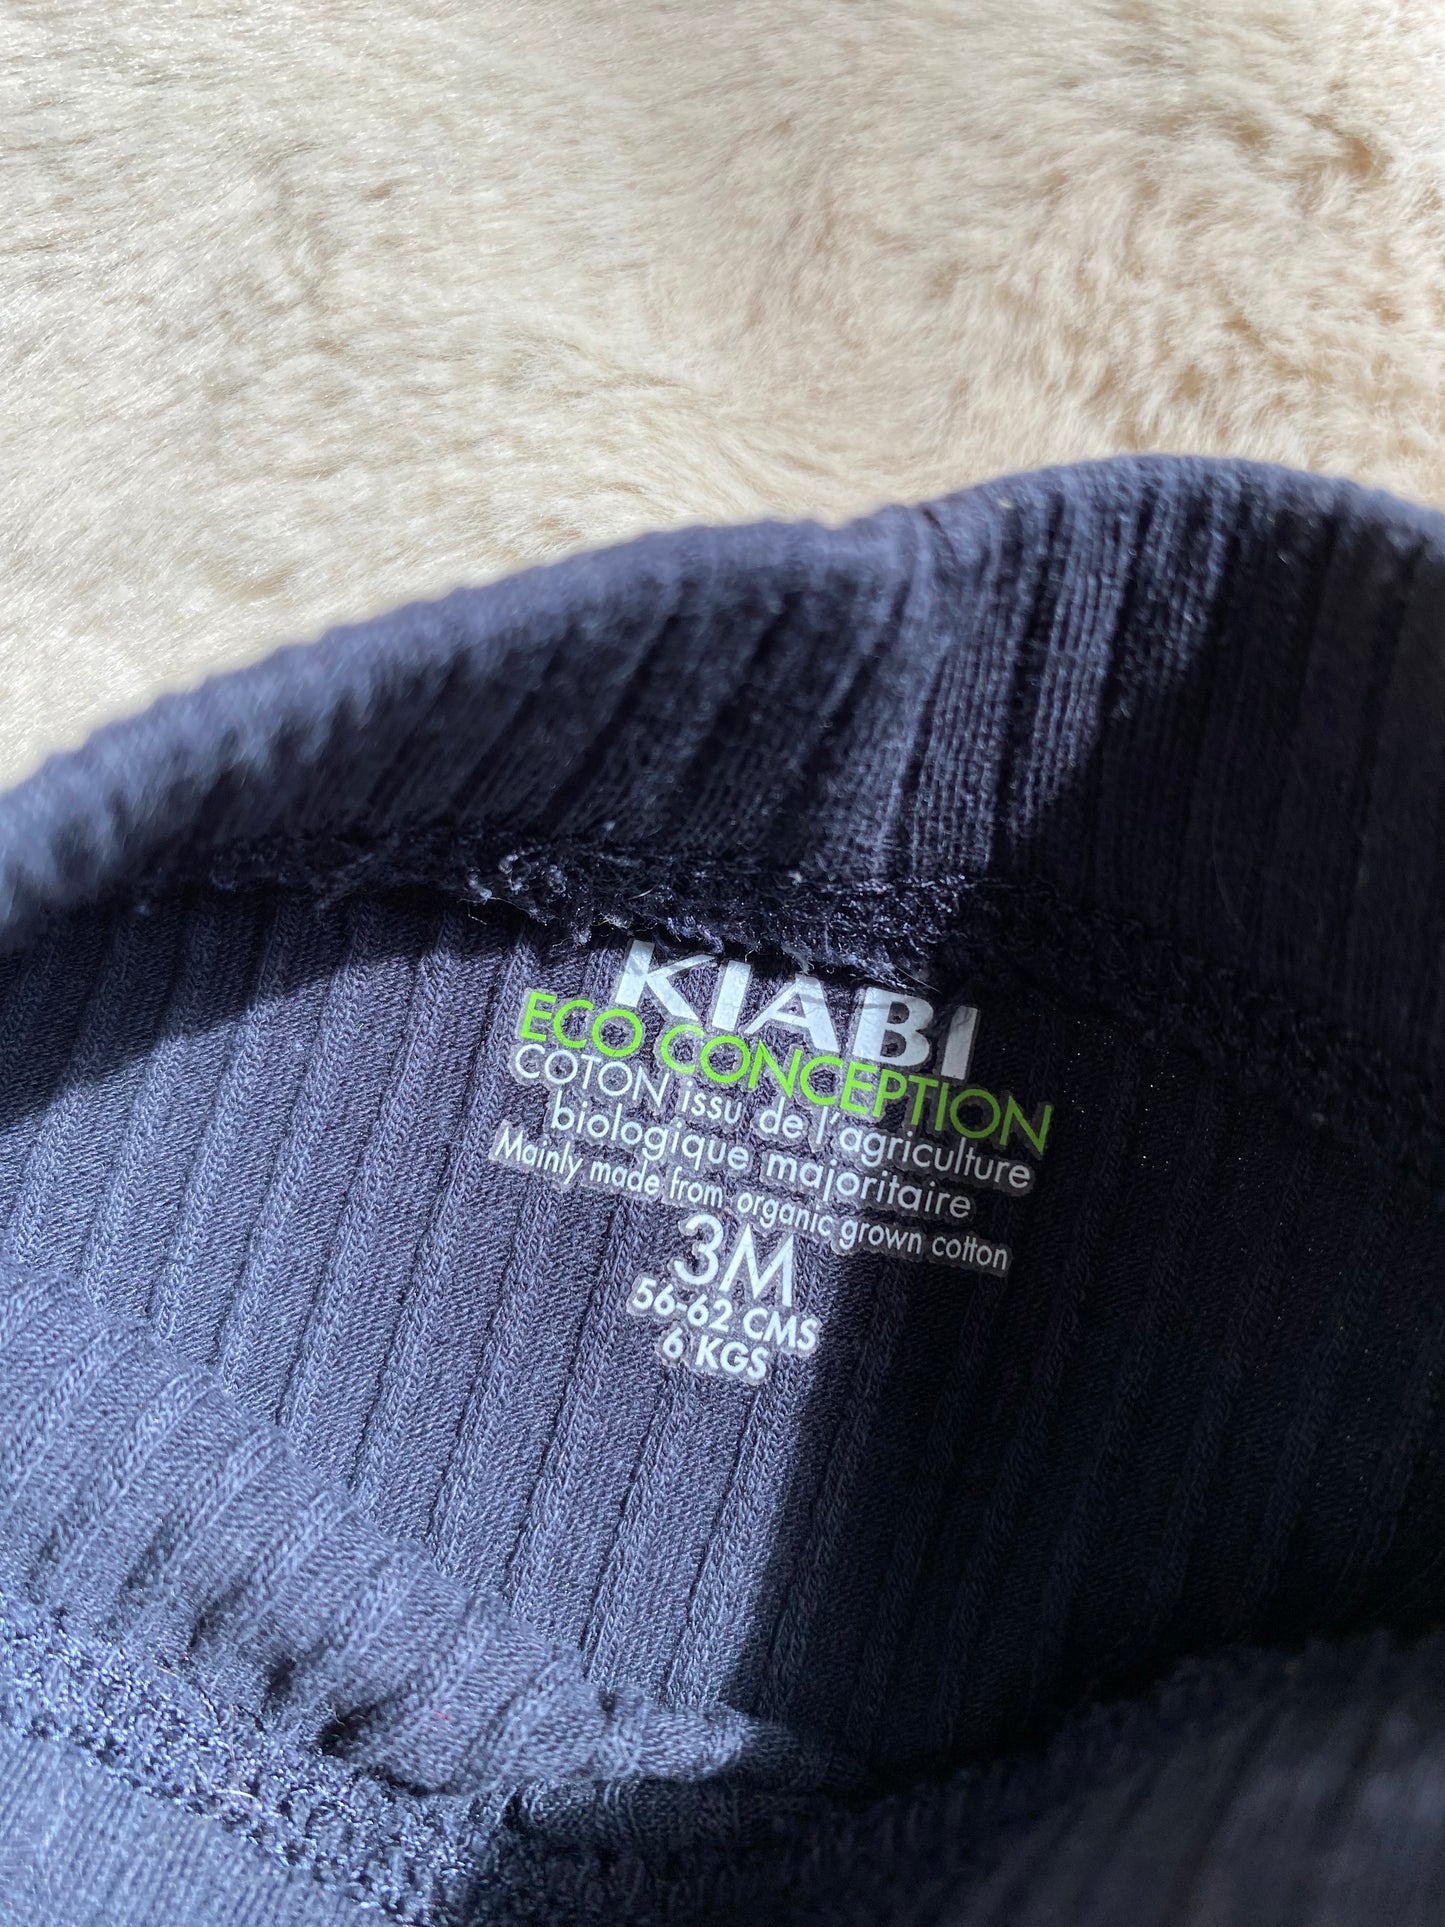 KIABI
ECO CONCEPTION
COTON issu de l'agriculture
biologique majoritaire
Mainly made from organic grown cotton
3M
56-62 CMS
6 KGS